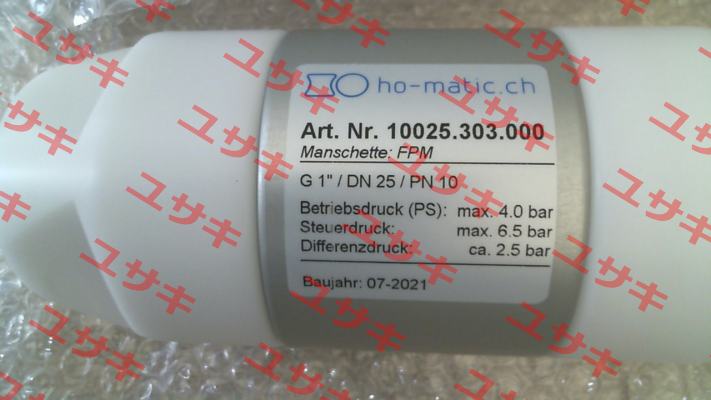 ho-matic.ch
Art. Nr. 10025.303.000
Manschette: FPM
G 1" / DN 25 / PN 10
Betriebsdruck (PS): max. 4.0 bar
Steuerdruck: max. 6.5 bar
Differenzdruck: ca. 2.5 bar
Baujahr: 07-2021
ユサキ